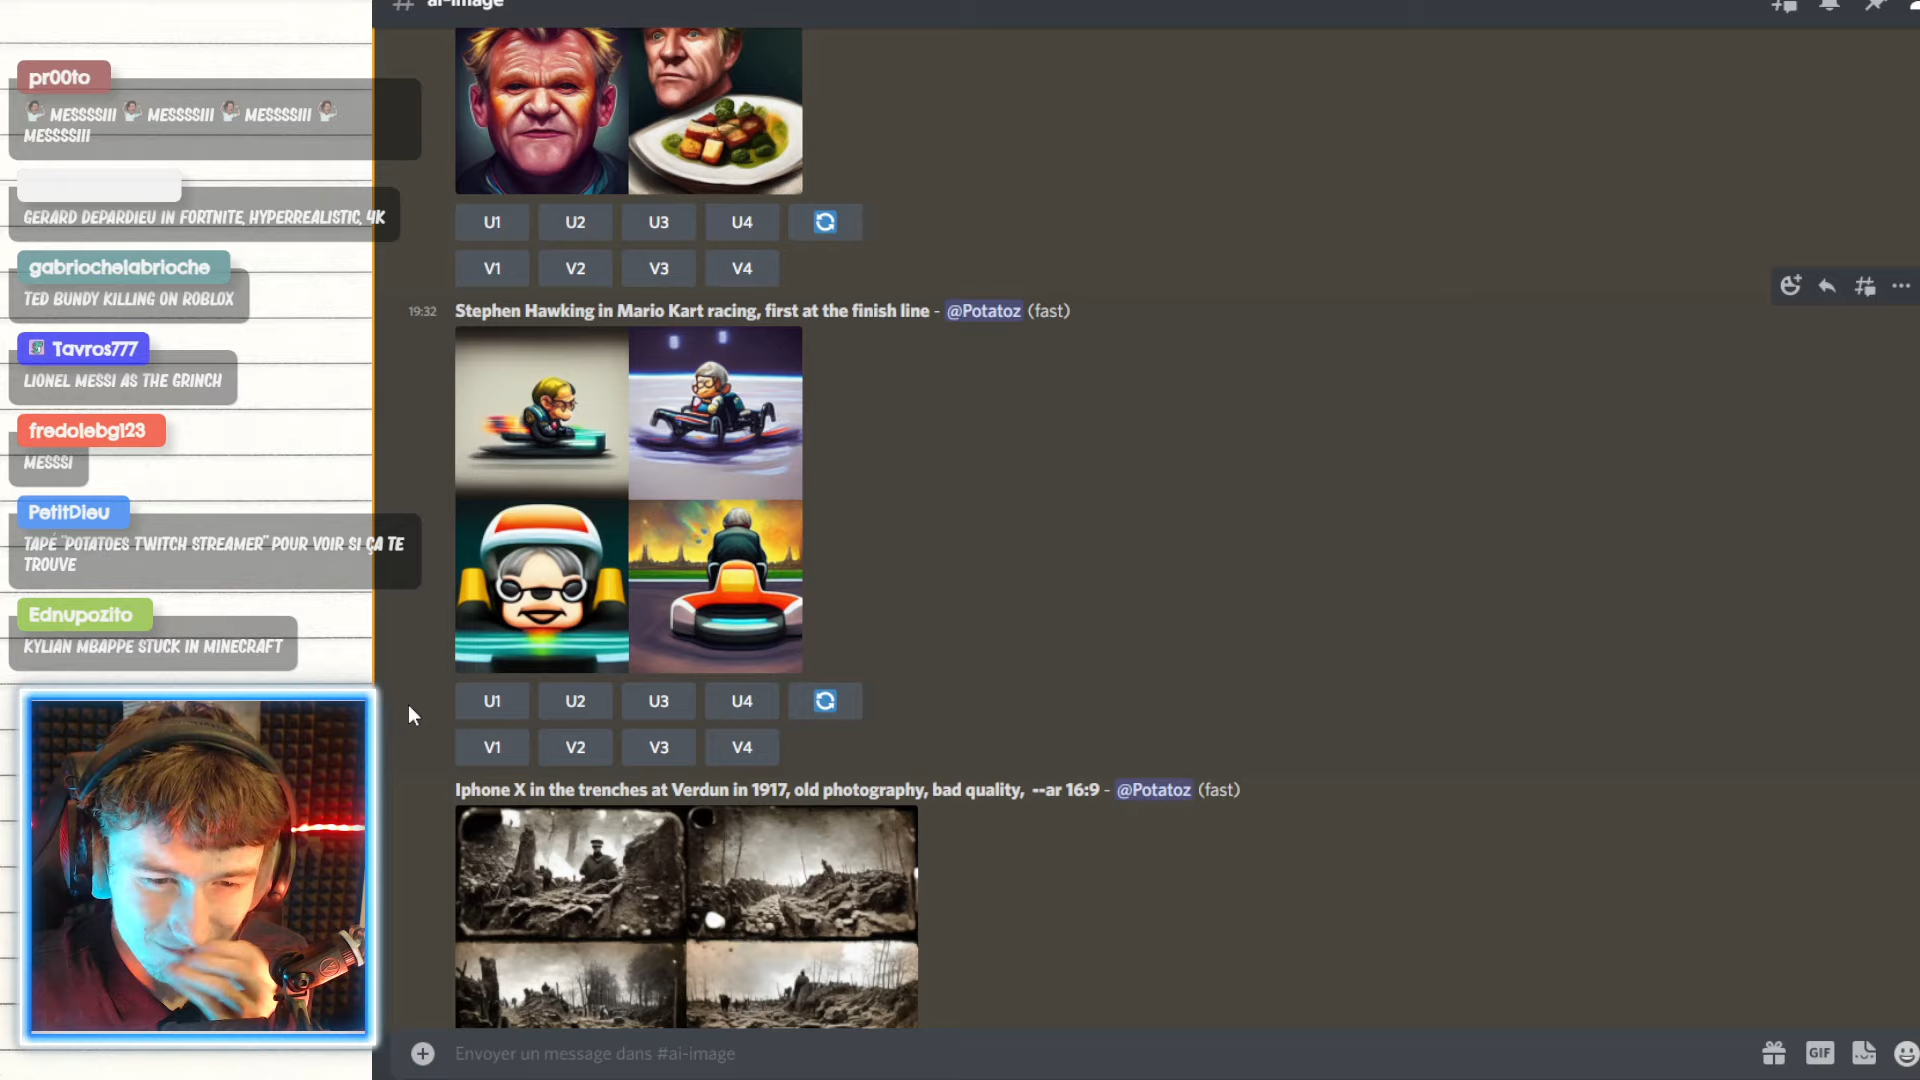 # ai-image
pr00to
MESSSSIII MESSSSIII MESSSSIII
MESSSSIII
GERARD DEPARDIEU IN FORTNITE, HYPERREALISTIC, 4K
gabriochelabrioche
TED BUNDY KILLING ON ROBLOX
Tavros777
LIONEL MESSI AS THE GRINCH
fredolebg123
MESSSI
PetitDieu
TAPÉ "POTATOES TWITCH STREAMER" POUR VOIR SI ÇA TE
TROUVE
Ednupozito
KYLIAN MBAPPE STUCK IN MINECRAFT
U1 U2 U3 U4
V1 V2 V3 V4
19:32 Stephen Hawking in Mario Kart racing, first at the finish line - @Potatoz (fast)
U1 U2 U3 U4
V1 V2 V3 V4
Iphone X in the trenches at Verdun in 1917, old photography, bad quality, --ar 16:9 - @Potatoz (fast)
Envoyer un message dans #ai-image
GIF